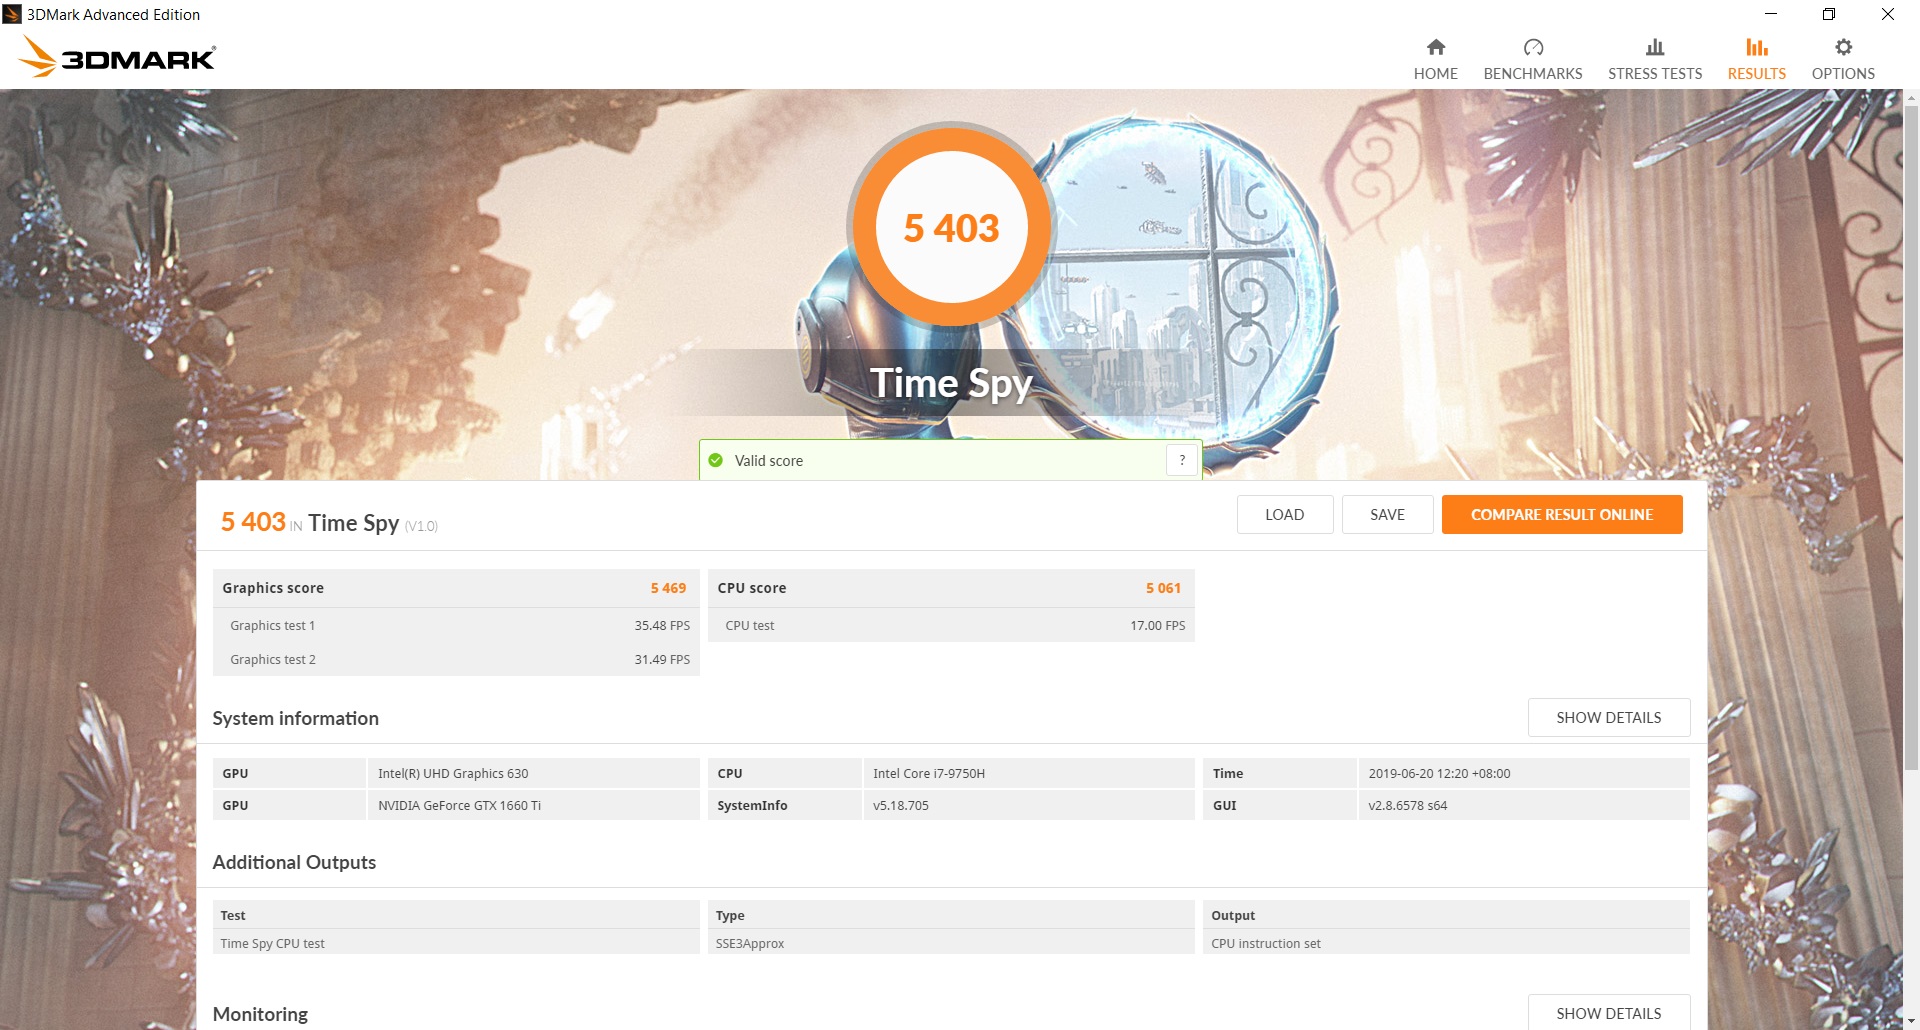 3DMark Advanced Edition
3DMARK®
HOME BENCHMARKS STRESS TESTS RESULTS OPTIONS
5 403
Time Spy
Valid score ?
5 403 IN Time Spy (V1.0)
LOAD SAVE COMPARE RESULT ONLINE
Graphics score 5 469 CPU score 5 061
Graphics test 1 35.48 FPS CPU test 17.00 FPS
Graphics test 2 31.49 FPS
System information SHOW DETAILS
GPU Intel(R) UHD Graphics 630 CPU Intel Core i7-9750H Time 2019-06-20 12:20 +08:00
GPU NVIDIA GeForce GTX 1660 Ti SystemInfo v5.18.705 GUI v2.8.6578 s64
Additional Outputs
Test Type Output
Time Spy CPU test SSE3Approx CPU instruction set
Monitoring SHOW DETAILS